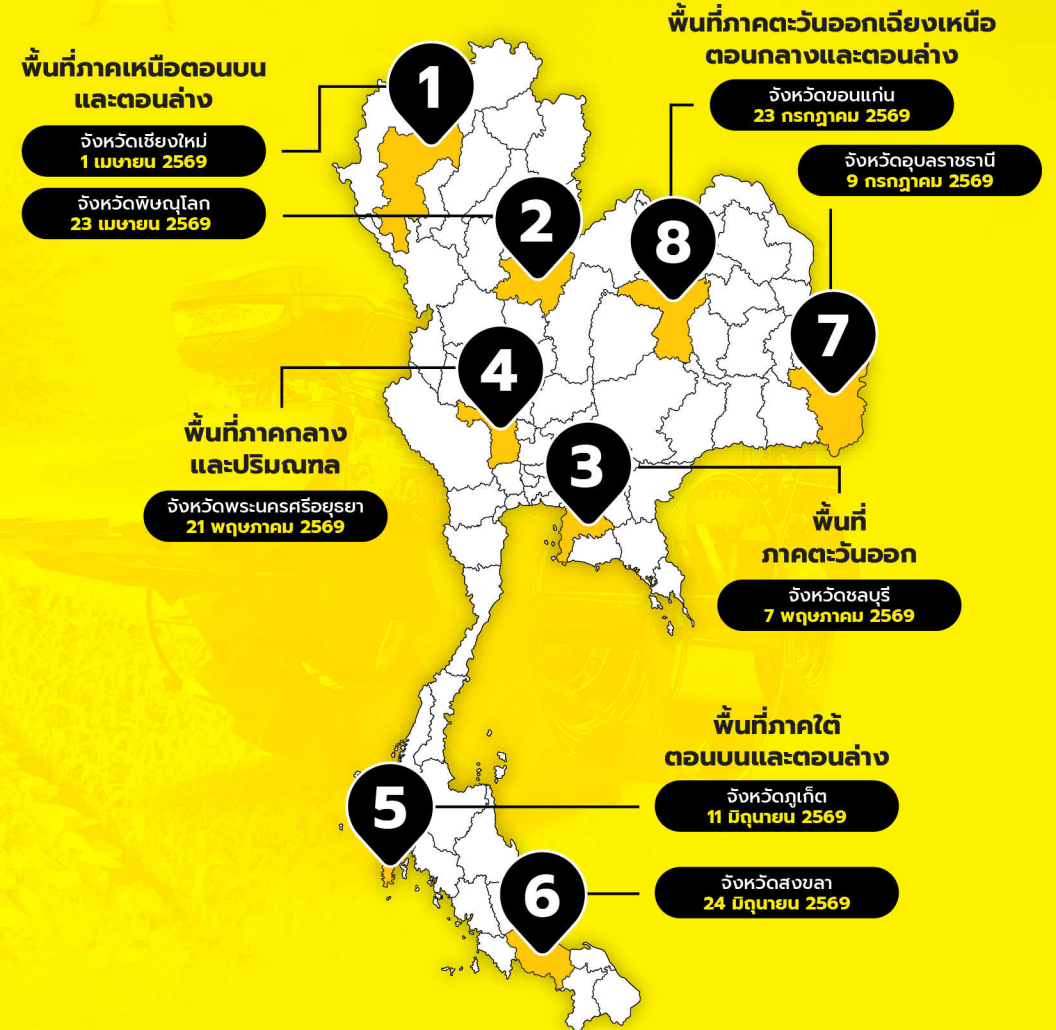 พื้นที่ภาคเหนือตอนบน
และตอนล่าง
จังหวัดเชียงใหม่
1 เมษายน 2569
จังหวัดพิษณุโลก
23 เมษายน 2569
พื้นที่ภาคตะวันออกเฉียงเหนือ
ตอนกลางและตอนล่าง
จังหวัดขอนแก่น
23 กรกฎาคม 2569
จังหวัดอุบลราชธานี
9 กรกฎาคม 2569
1
2
8
7
4
3
พื้นที่ภาคกลาง
และปริมณฑล
จังหวัดพระนครศรีอยุธยา
21 พฤษภาคม 2569
พื้นที่
ภาคตะวันออก
จังหวัดชลบุรี
7 พฤษภาคม 2569
พื้นที่ภาคใต้
ตอนบนและตอนล่าง
5
จังหวัดภูเก็ต
11 มิถุนายน 2569
6
จังหวัดสงขลา
24 มิถุนายน 2569